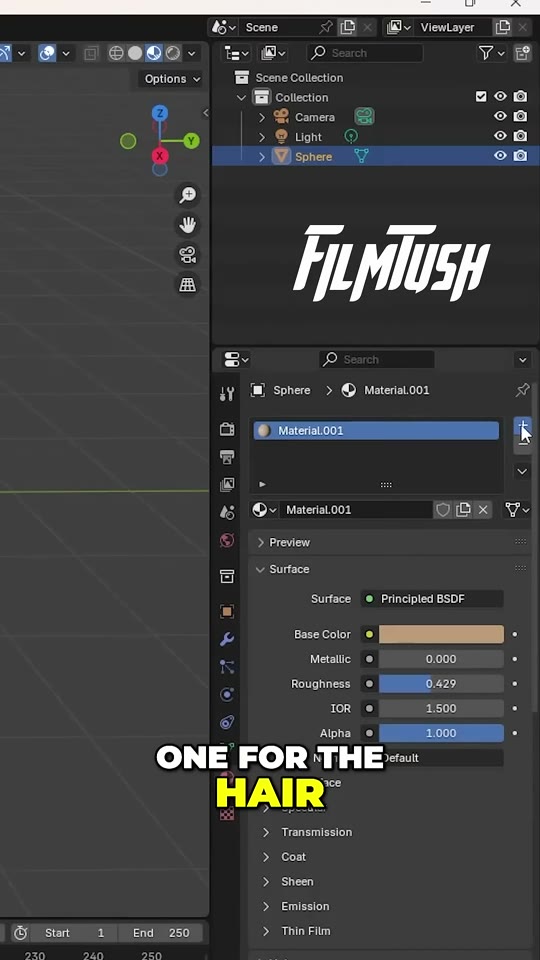 Scene
ViewLayer
Options
Search
Scene Collection
Collection
Camera
Light
Sphere
Z
Y
X
FILMTUSH
Search
Sphere > Material.001
Material.001
Material.001
Preview
Surface
Surface Principled BSDF
Base Color
Metallic 0.000
Roughness 0.429
IOR 1.500
Alpha 1.000
Default
ONE FOR THE
HAIR
Transmission
Coat
Sheen
Emission
Thin Film
Start 1 End 250
230 240 250